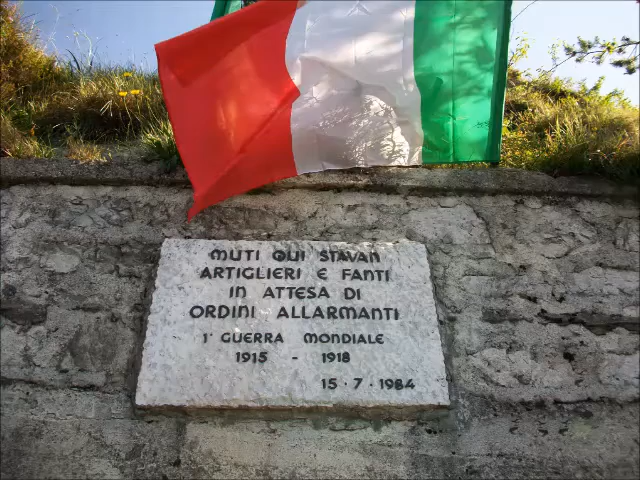 MUTI QUI STAVAN
ARTIGLIERI E FANTI
IN ATTESA DI
ORDINI ALLARMANTI
1ª GUERRA MONDIALE
1915 - 1918
15·7·1984